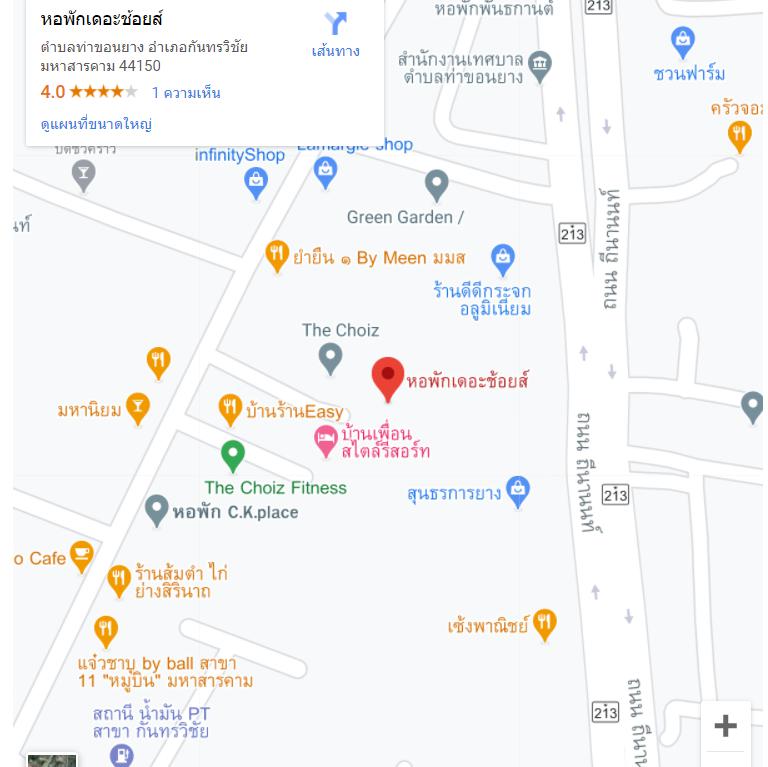 หอพักเดอะช้อยส์
ตำบลท่าขอนยาง อำเภอกันทรวิชัย
มหาสารคาม 44150
4.0
1 ความเห็น
ดูแผนที่ขนาดใหญ่
เส้นทาง
หอพักพันธกานต์
213
สำนักงานเทศบาล
ตำบลท่าขอนยาง
ชวนฟาร์ม
ครัวจอม
infinityShop
Lamargie shop
Green Garden /
213
ถนน ถีนานนท์
ยำยืน ๑ By Meen มมส
ร้านดีดีกระจก
อลูมิเนียม
The Choiz
หอพักเดอะช้อยส์
มหานิยม
บ้านร้านEasy
บ้านเพื่อน
สไตล์รีสอร์ท
The Choiz Fitness
สุนธรการยาง
213
ถนน ถีนานนท์
หอพัก C.K.place
o Cafe
ร้านส้มตำ ไก่
ย่างสิรินาถ
เซ้งพาณิชย์
แจ๋วซาบู by ball สาขา
11 "หมูบิน" มหาสารคาม
สถานี น้ำมัน PT
สาขา กันทรวิชัย
213
ถนน ถีนาน
+